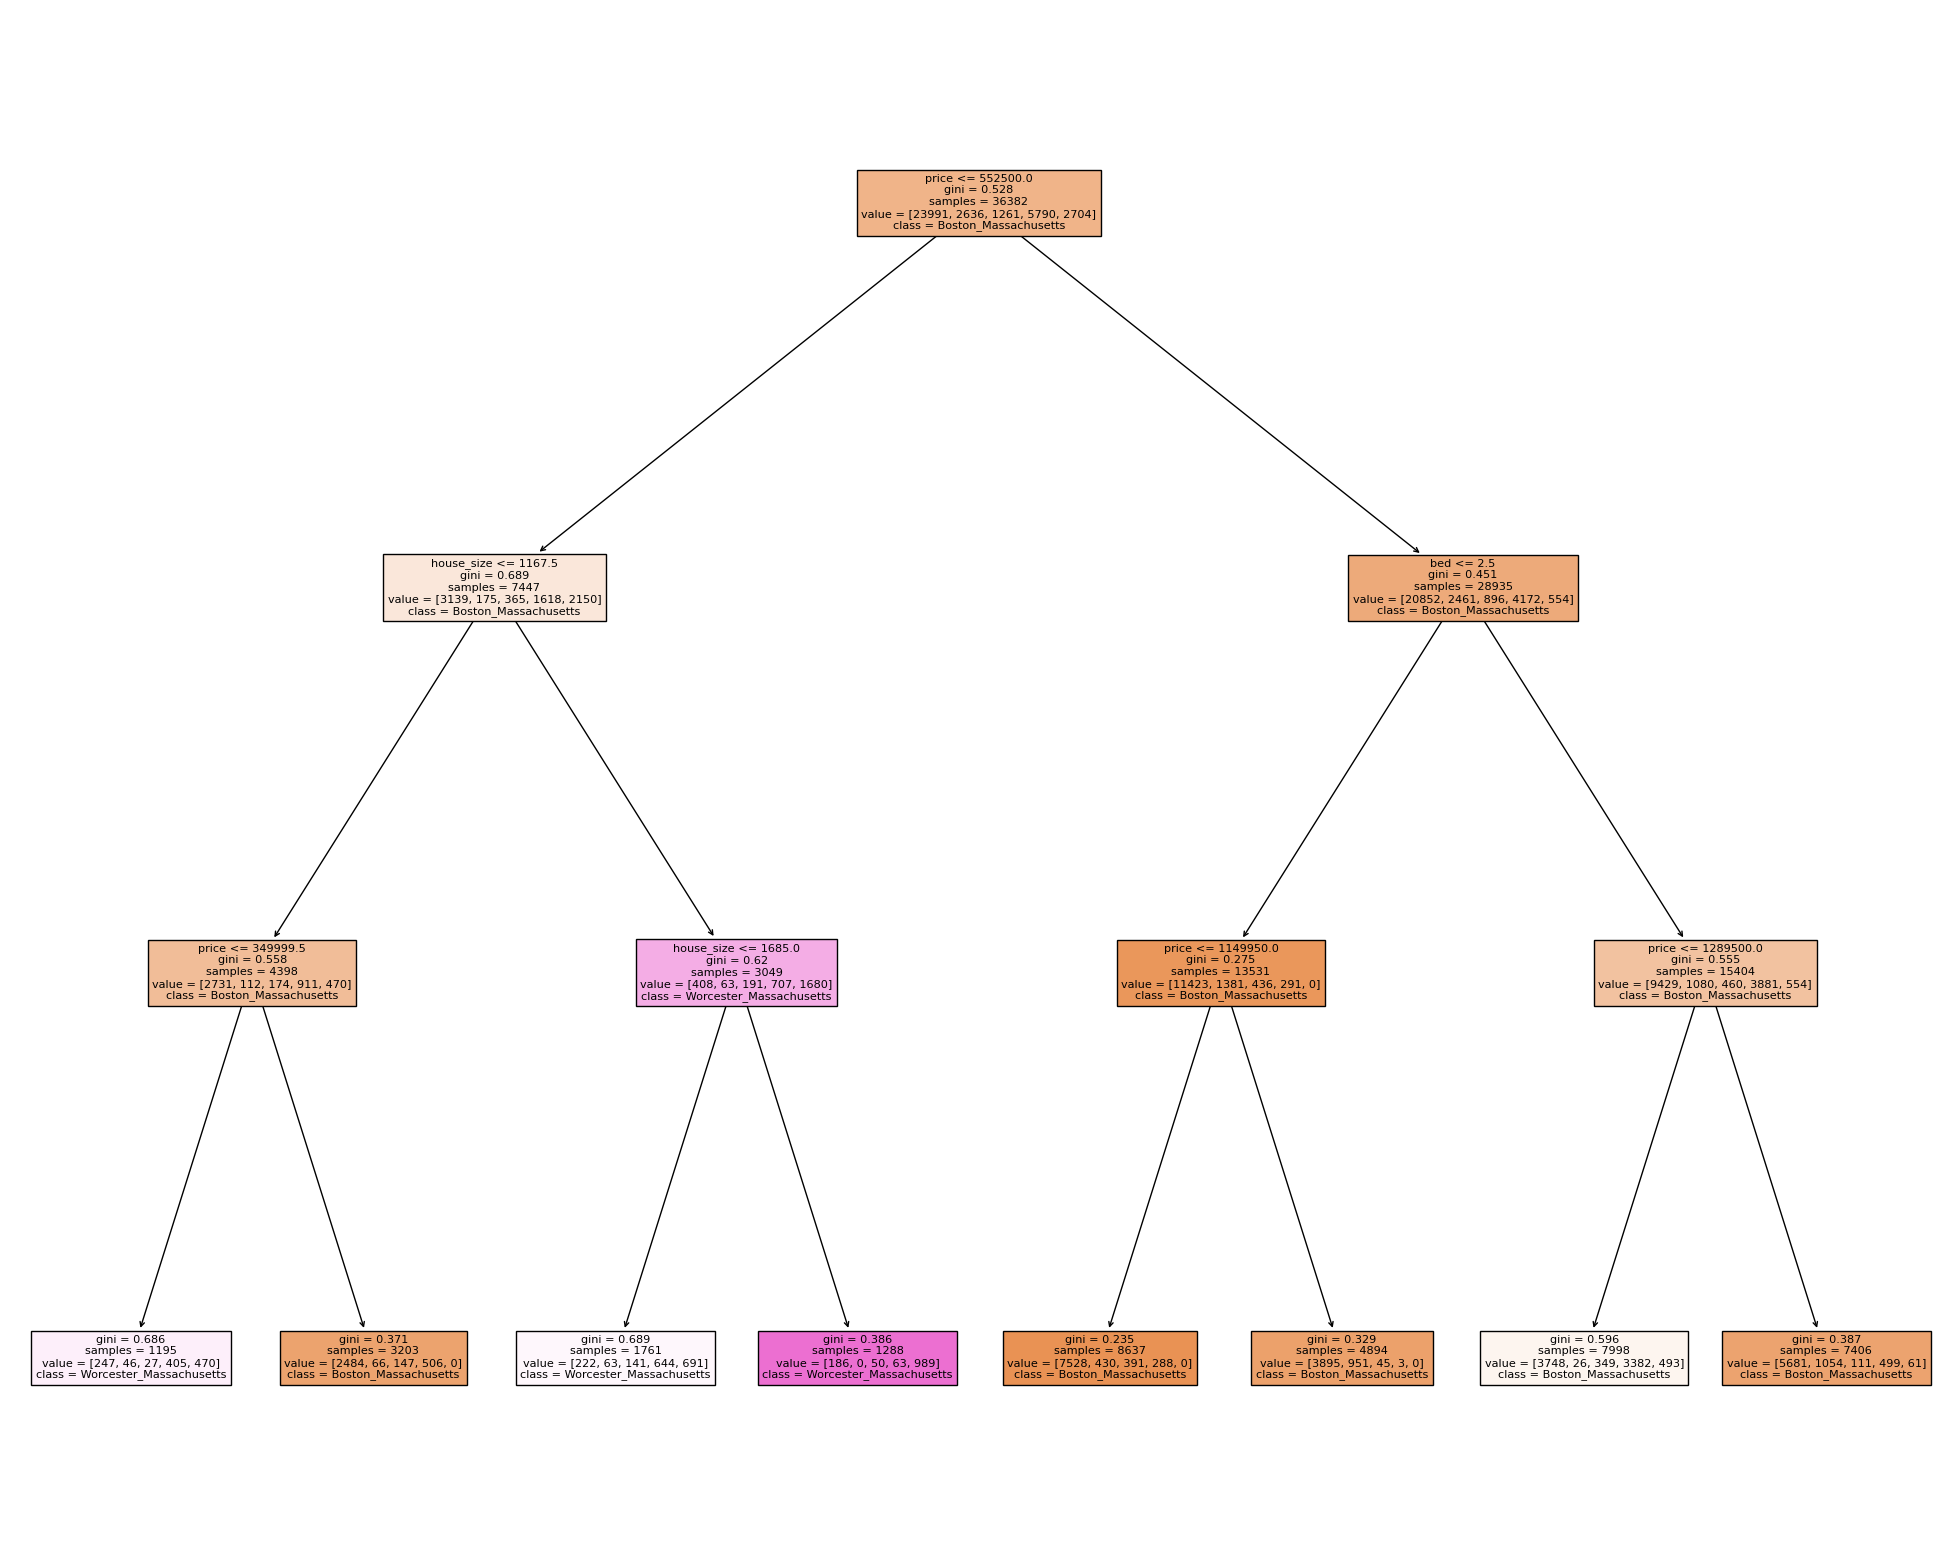 price <= 552500.0
gini = 0.528
samples = 36382
value = [23991, 2636, 1261, 5790, 2704]
class = Boston_Massachusetts
house_size <= 1167.5
gini = 0.689
samples = 7447
value = [3139, 175, 365, 1618, 2150]
class = Boston_Massachusetts
bed <= 2.5
gini = 0.451
samples = 28935
value = [20852, 2461, 896, 4172, 554]
class = Boston_Massachusetts
price <= 349999.5
gini = 0.558
samples = 4398
value = [2731, 112, 174, 911, 470]
class = Boston_Massachusetts
house_size <= 1685.0
gini = 0.62
samples = 3049
value = [408, 63, 191, 707, 1680]
class = Worcester_Massachusetts
price <= 1149950.0
gini = 0.275
samples = 13531
value = [11423, 1381, 436, 291, 0]
class = Boston_Massachusetts
price <= 1289500.0
gini = 0.555
samples = 15404
value = [9429, 1080, 460, 3881, 554]
class = Boston_Massachusetts
gini = 0.686
samples = 1195
value = [247, 46, 27, 405, 470]
class = Worcester_Massachusetts
gini = 0.371
samples = 3203
value = [2484, 66, 147, 506, 0]
class = Boston_Massachusetts
gini = 0.689
samples = 1761
value = [222, 63, 141, 644, 691]
class = Worcester_Massachusetts
gini = 0.386
samples = 1288
value = [186, 0, 50, 63, 989]
class = Worcester_Massachusetts
gini = 0.235
samples = 8637
value = [7528, 430, 391, 288, 0]
class = Boston_Massachusetts
gini = 0.329
samples = 4894
value = [3895, 951, 45, 3, 0]
class = Boston_Massachusetts
gini = 0.596
samples = 7998
value = [3748, 26, 349, 3382, 493]
class = Boston_Massachusetts
gini = 0.387
samples = 7406
value = [5681, 1054, 111, 499, 61]
class = Boston_Massachusetts